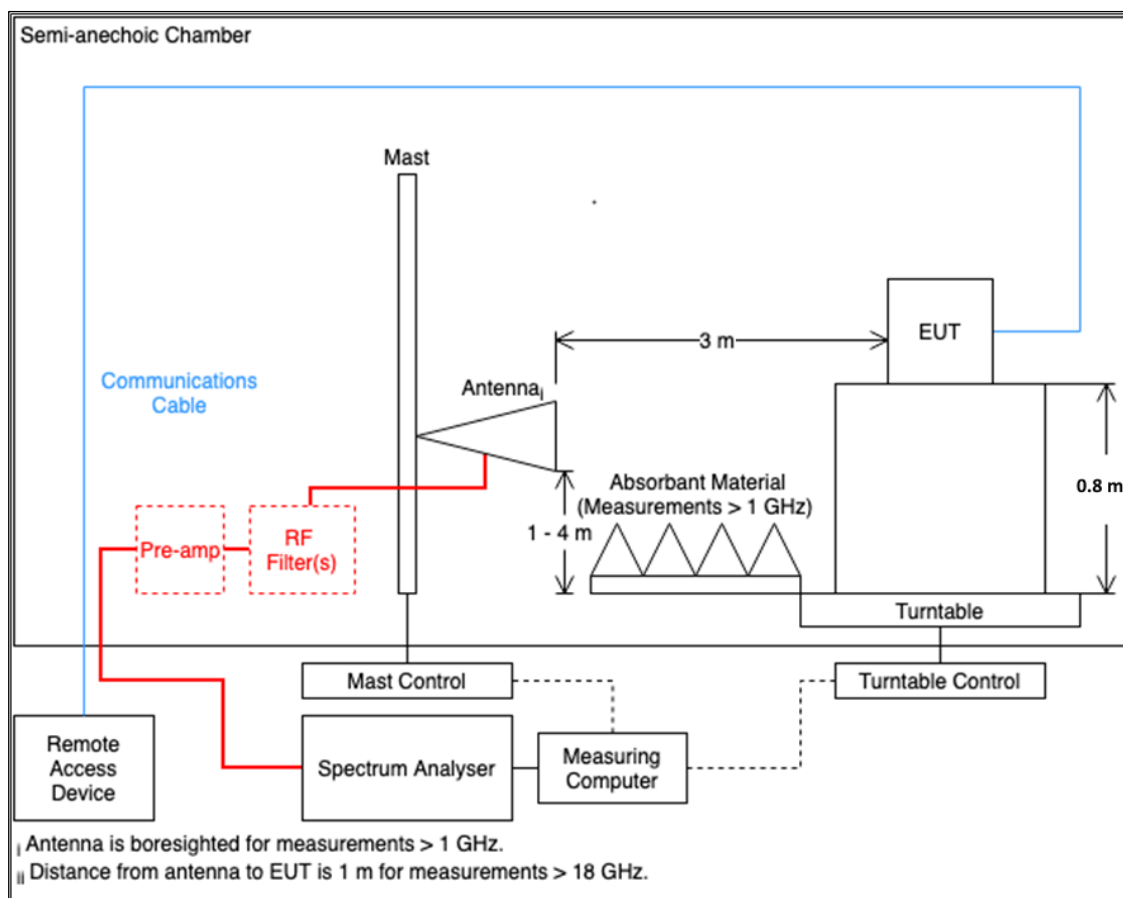 Semi-anechoic Chamber
Mast
EUT
3 m
Communications
Cable
Antennai
Absorbant Material
(Measurements > 1 GHz)
0.8 m
1 - 4 m
Pre-amp
RF
Filter(s)
Turntable
Mast Control
Turntable Control
Remote
Access
Device
Spectrum Analyser
Measuring
Computer
i Antenna is boresighted for measurements > 1 GHz.
ii Distance from antenna to EUT is 1 m for measurements > 18 GHz.